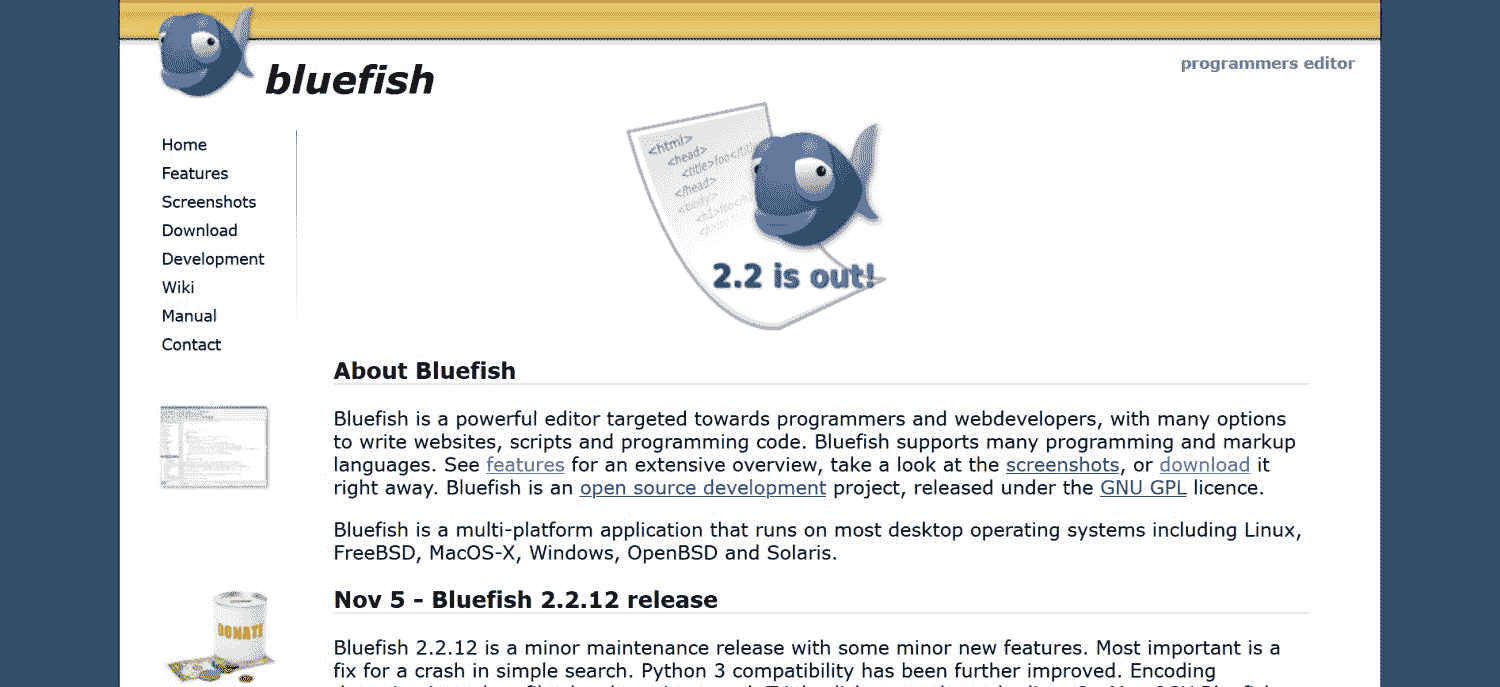 bluefish
programmers editor
Home
Features
Screenshots
Download
Development
Wiki
Manual
Contact
<html>
<head>
<title>foo</title
</head>
<body>
<h1>foo</h
2.2 is out!
About Bluefish
Bluefish is a powerful editor targeted towards programmers and webdevelopers, with many options
to write websites, scripts and programming code. Bluefish supports many programming and markup
languages. See features for an extensive overview, take a look at the screenshots, or download it
right away. Bluefish is an open source development project, released under the GNU GPL licence.
Bluefish is a multi-platform application that runs on most desktop operating systems including Linux,
FreeBSD, MacOS-X, Windows, OpenBSD and Solaris.
DONATE
Nov 5 - Bluefish 2.2.12 release
Bluefish 2.2.12 is a minor maintenance release with some minor new features. Most important is a
fix for a crash in simple search. Python 3 compatibility has been further improved. Encoding